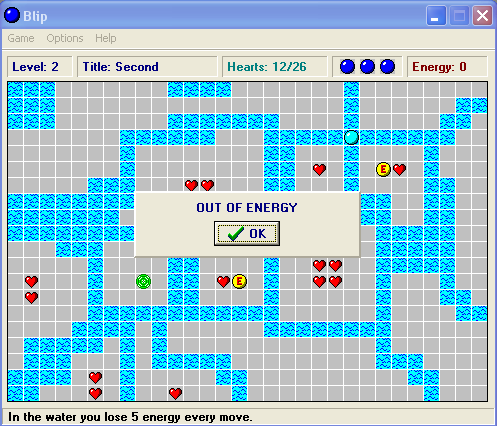 Blip
Game Options Help
Level: 2 Title: Second Hearts: 12/26 Energy: 0
E
OUT OF ENERGY
OK
E
In the water you lose 5 energy every move.